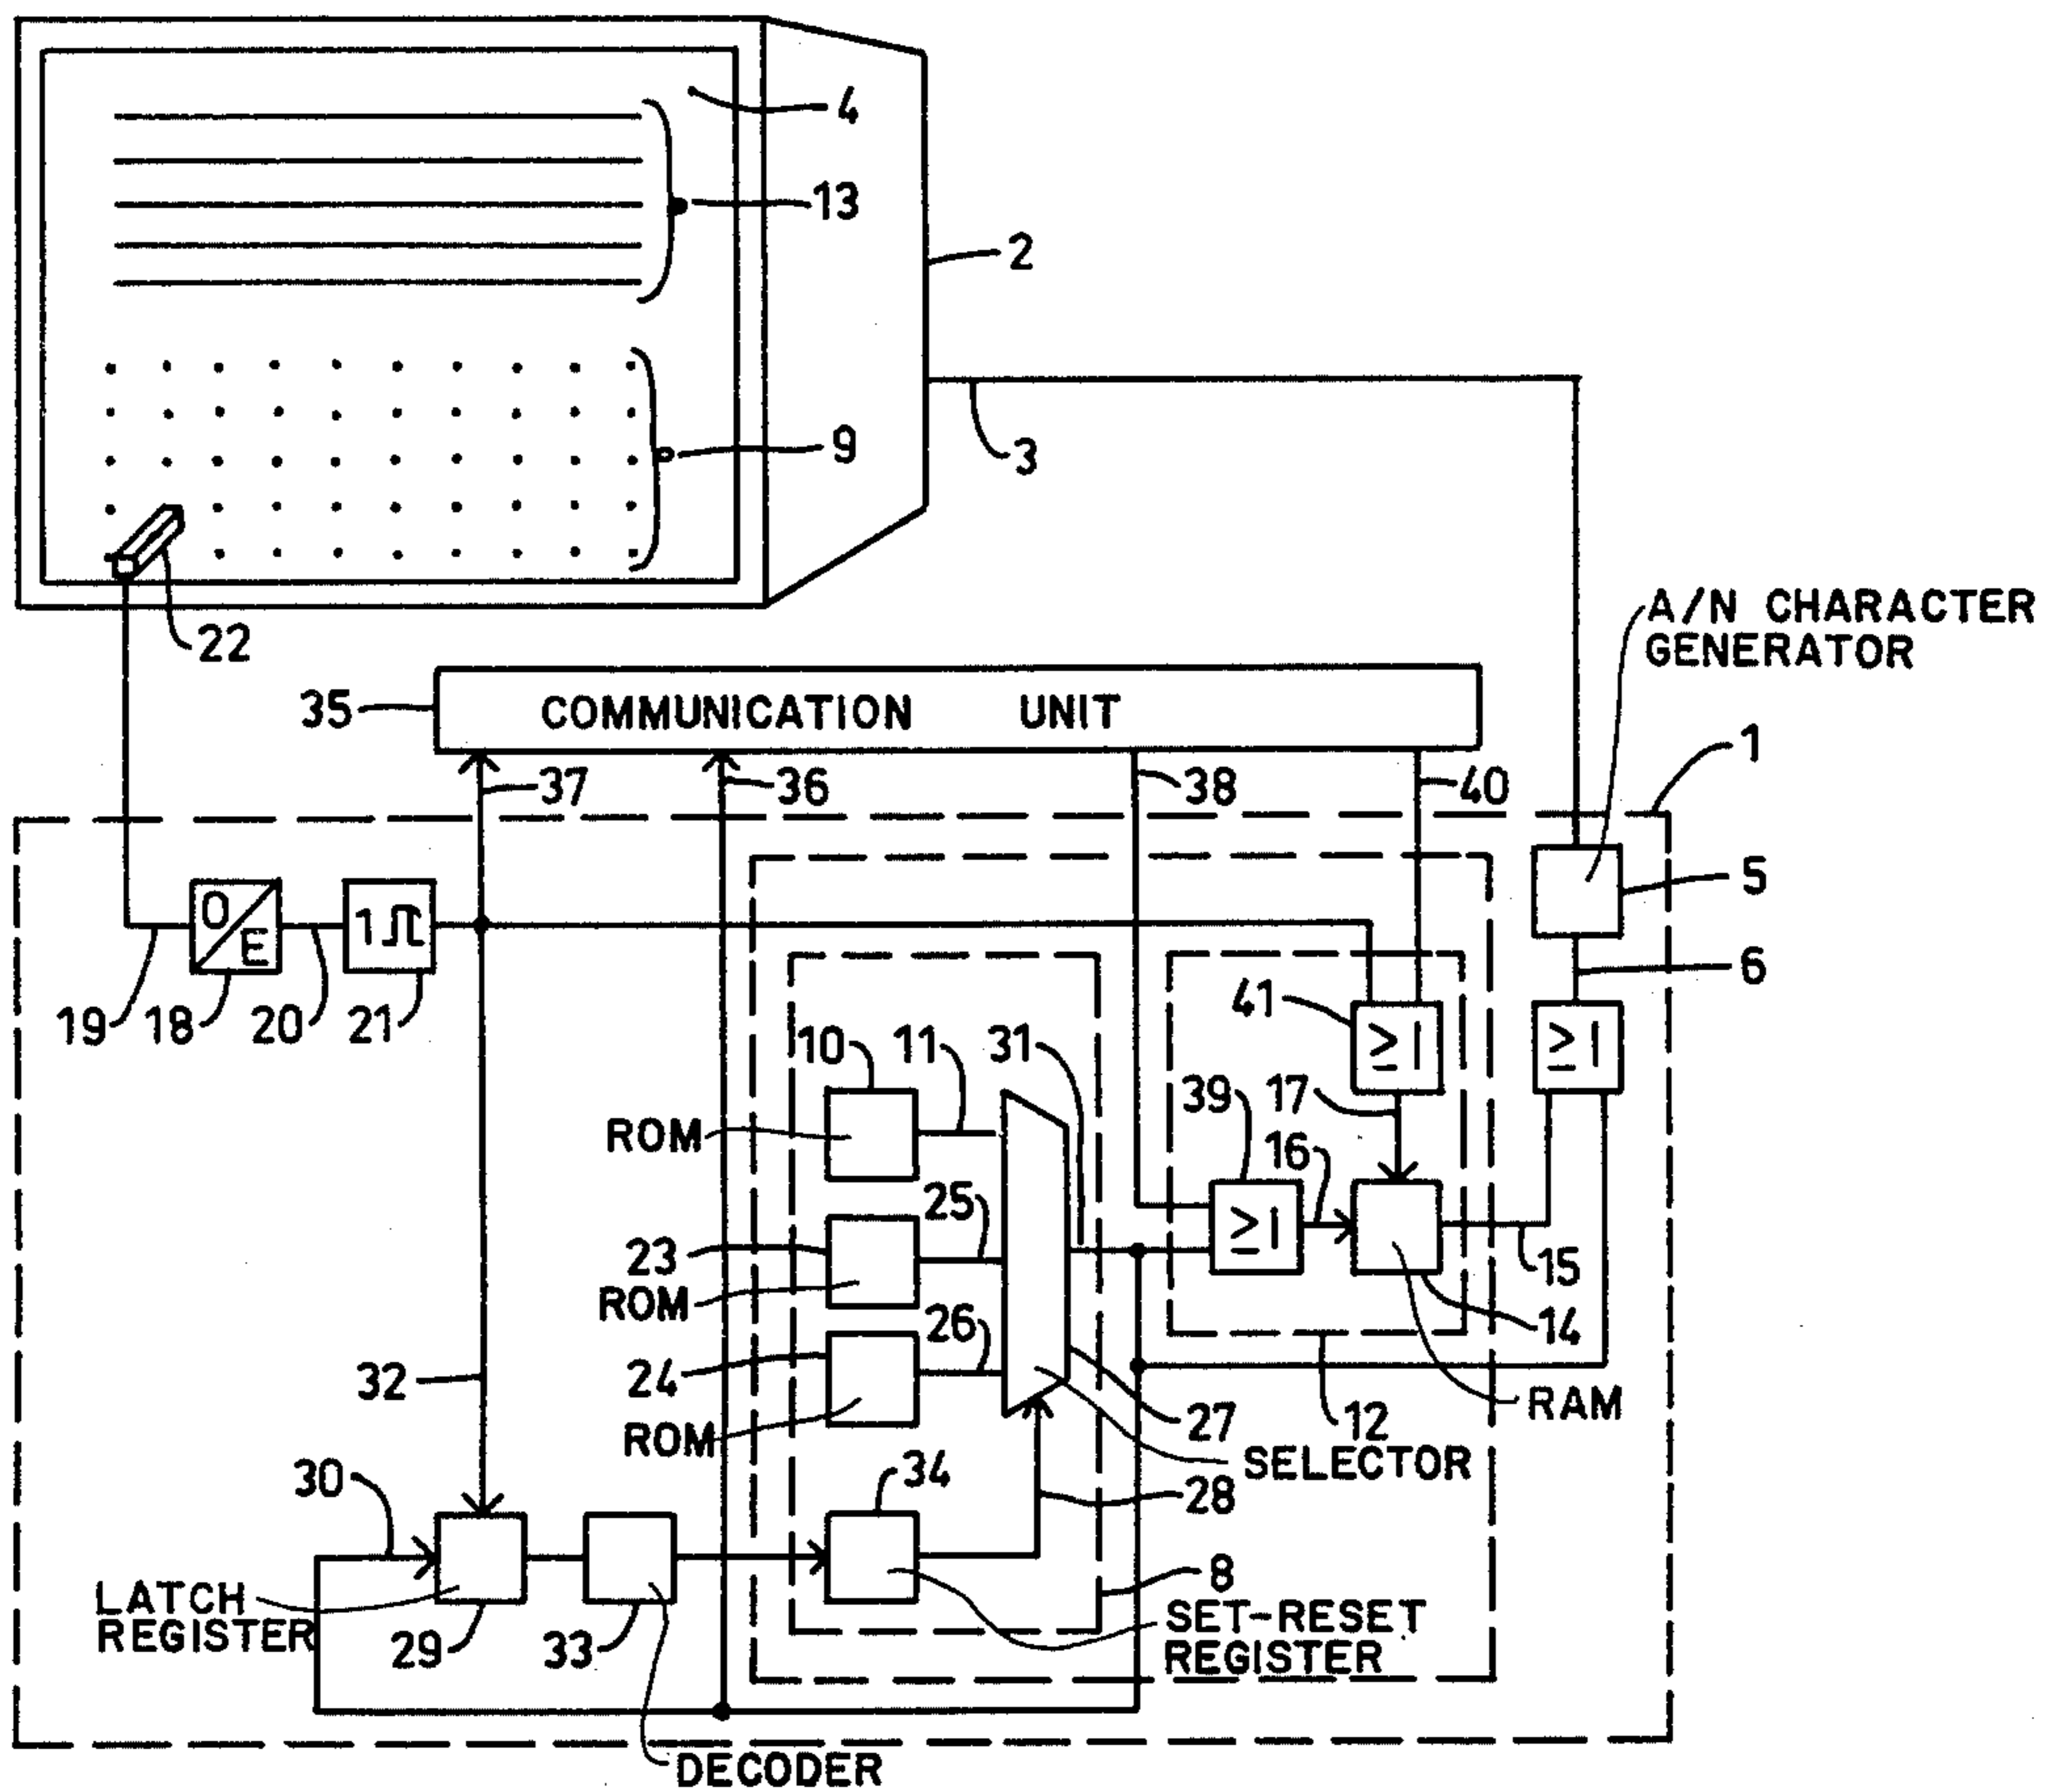 4
13
2
9
3
22
A/N CHARACTER
GENERATOR
35
COMMUNICATION UNIT
1
37
36
38
40
O
E
1
5
19
18
20
21
6
41
≥1
≥1
10
11
31
39
17
ROM
16
25
≥1
23
ROM
15
26
14
24
32
RAM
ROM
27
12
SELECTOR
30
34
28
8
LATCH
REGISTER
29
33
SET-RESET
REGISTER
DECODER